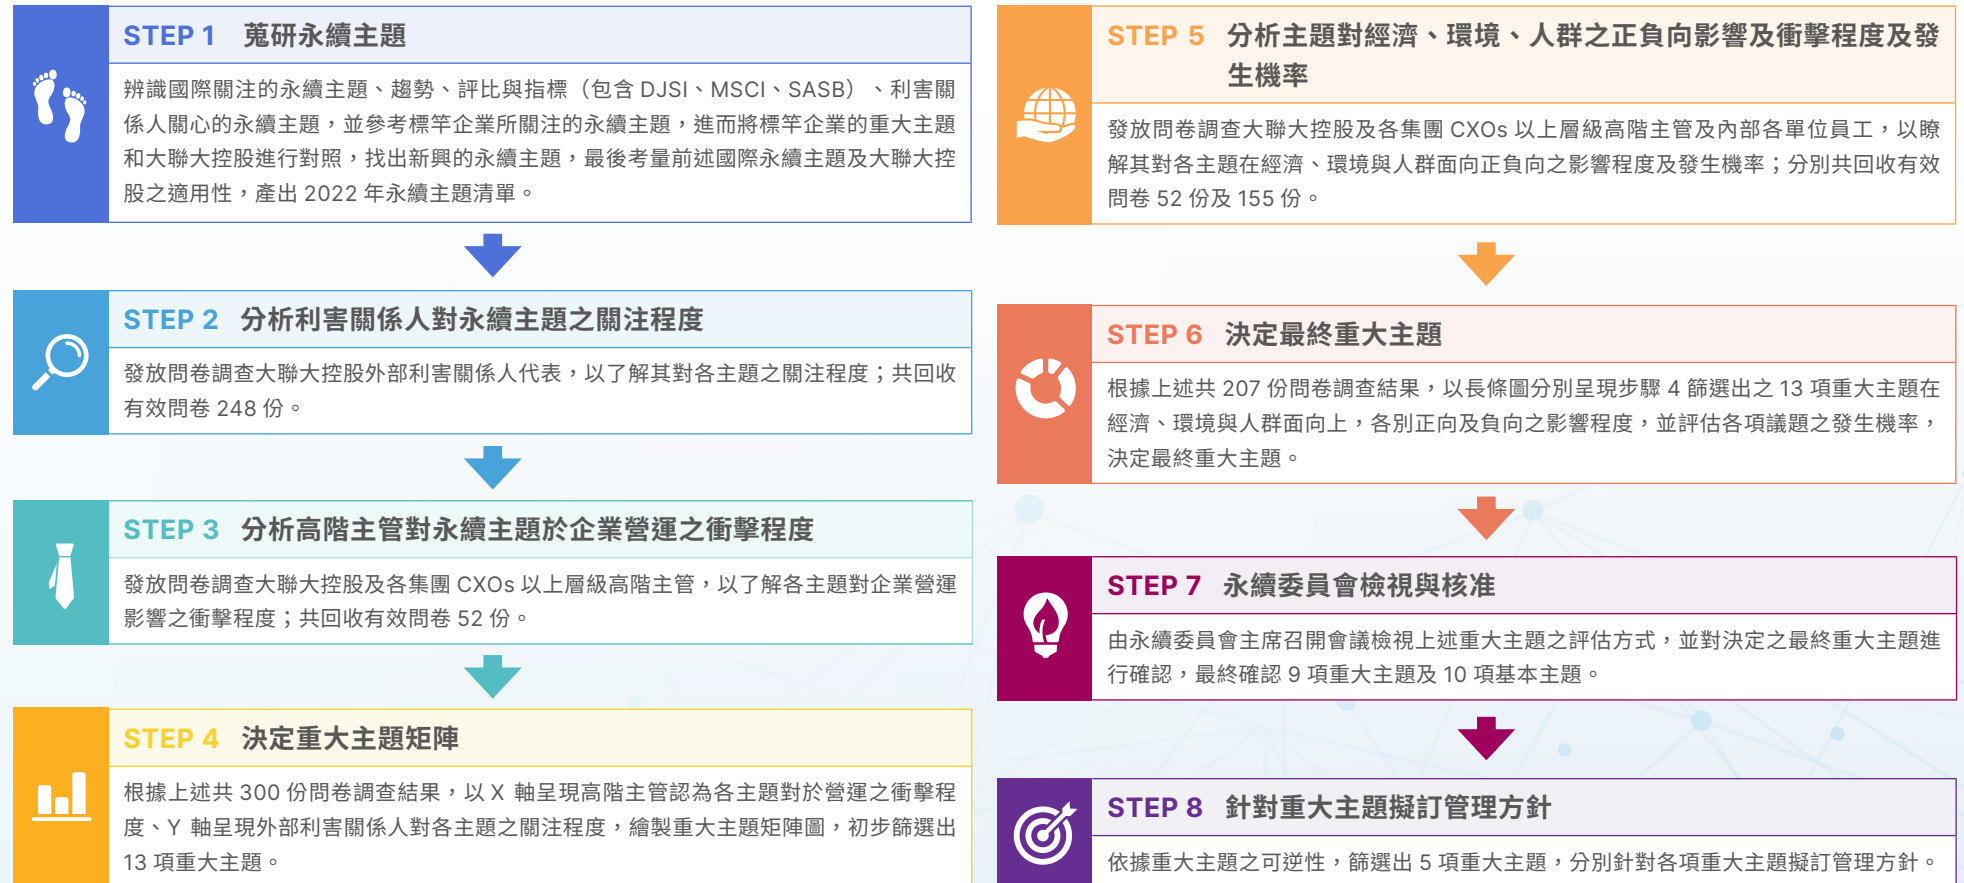 STEP 1 蒐研永續主題
辨識國際關注的永續主題、趨勢、評比與指標（包含 DJSI、MSCI、SASB）、利害關
係人關心的永續主題，並參考標竿企業所關注的永續主題，進而將標竿企業的重大主題
和大聯大控股進行對照，找出新興的永續主題，最後考量前述國際永續主題及大聯大控
股之適用性，產出 2022 年永續主題清單。
STEP 2 分析利害關係人對永續主題之關注程度
發放問卷調查大聯大控股外部利害關係人代表，以了解其對各主題之關注程度；共回收
有效問卷 248 份。
STEP 3 分析高階主管對永續主題於企業營運之衝擊程度
發放問卷調查大聯大控股及各集團 CXOs 以上層級高階主管，以了解各主題對企業營運
影響之衝擊程度；共回收有效問卷 52 份。
STEP 4 決定重大主題矩陣
根據上述共 300 份問卷調查結果，以 X 軸呈現高階主管認為各主題對於營運之衝擊程
度、Y 軸呈現外部利害關係人對各主題之關注程度，繪製重大主題矩陣圖，初步篩選出
13 項重大主題。
STEP 5 分析主題對經濟、環境、人群之正負向影響及衝擊程度及發
生機率
發放問卷調查大聯大控股及各集團 CXOs 以上層級高階主管及內部各單位員工，以瞭
解其對各主題在經濟、環境與人群面向正負向之影響程度及發生機率；分別共回收有效
問卷 52 份及 155 份。
STEP 6 決定最終重大主題
根據上述共 207 份問卷調查結果，以長條圖分別呈現步驟 4 篩選出之 13 項重大主題在
經濟、環境與人群面向上，各別正向及負向之影響程度，並評估各項議題之發生機率，
決定最終重大主題。
STEP 7 永續委員會檢視與核准
由永續委員會主席召開會議檢視上述重大主題之評估方式，並對決定之最終重大主題進
行確認，最終確認 9 項重大主題及 10 項基本主題。
STEP 8 針對重大主題擬訂管理方針
依據重大主題之可逆性，篩選出 5 項重大主題，分別針對各項重大主題擬訂管理方針。